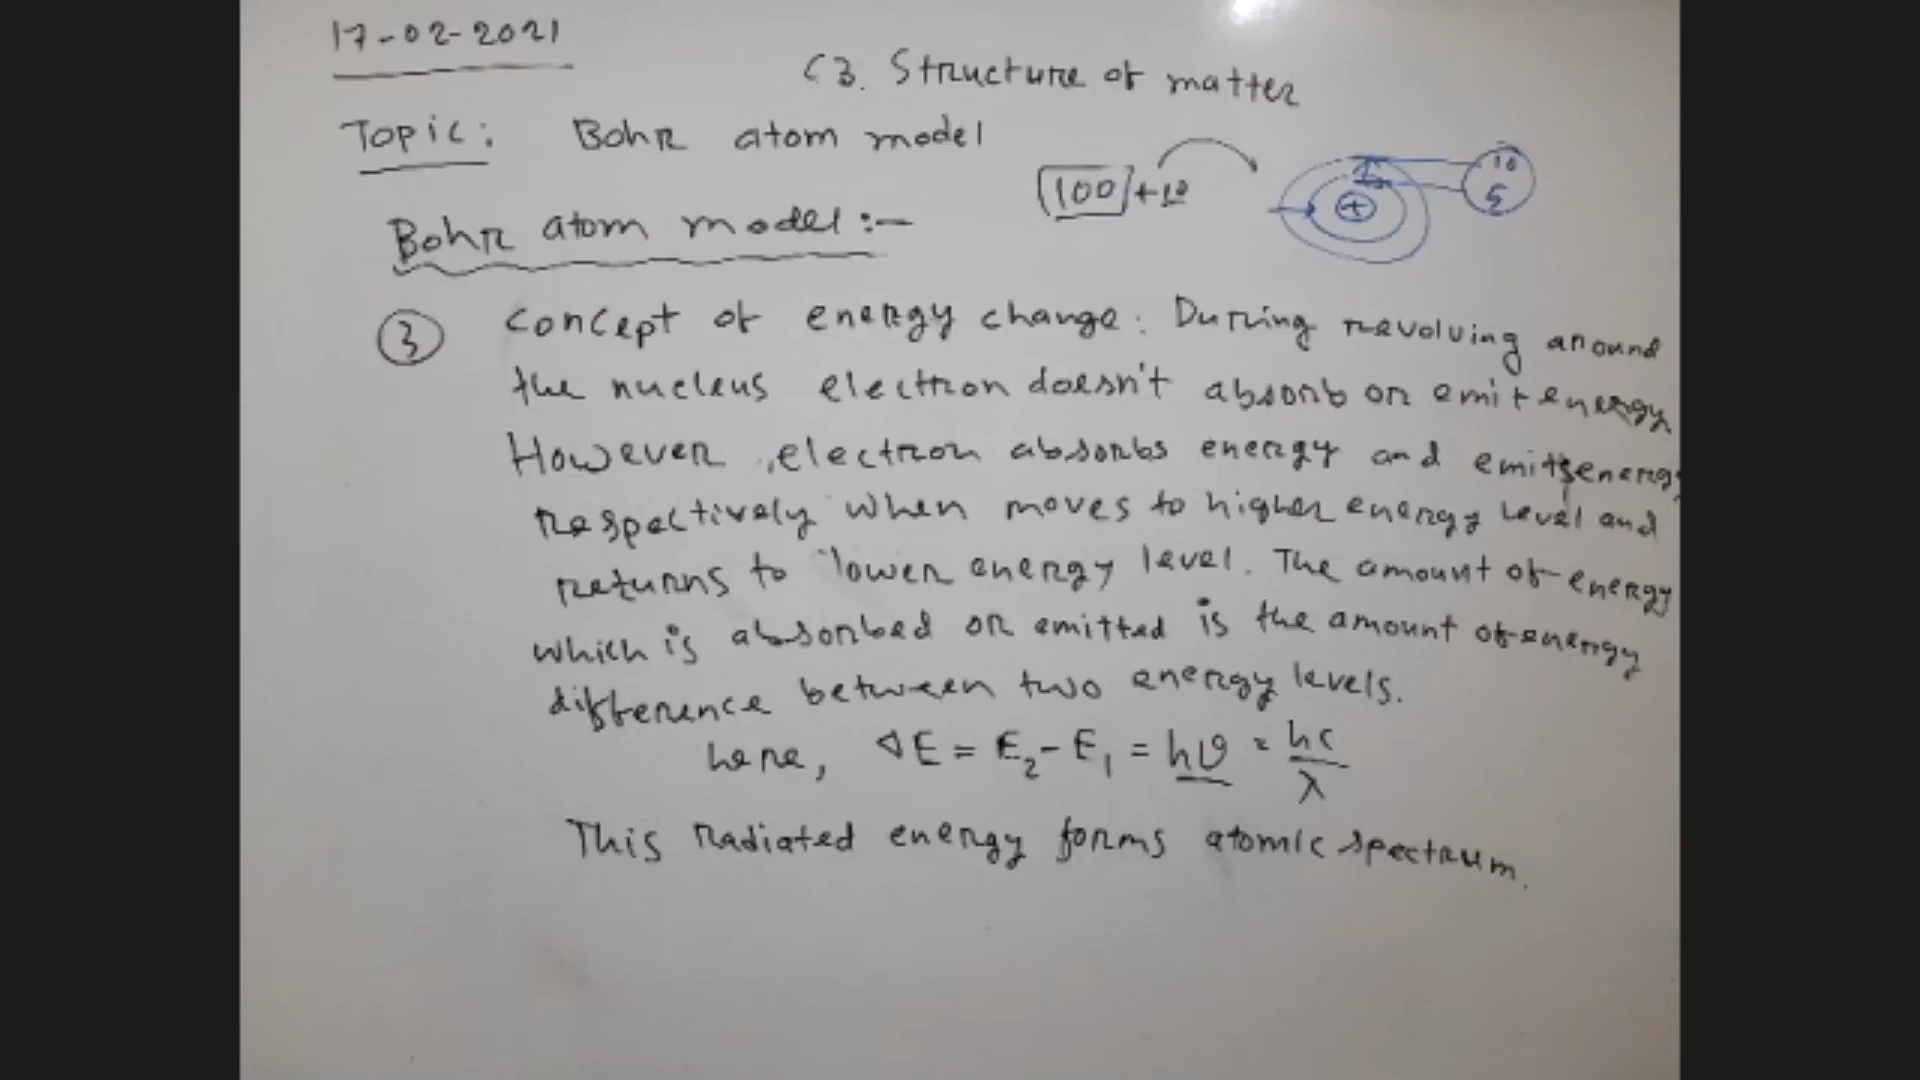 17-02-2021
C3. Structure of matter
Topic: Bohr atom model
100 + 10
+
10
5
Bohr atom model :-
3 Concept of energy change: During revolving around
the nucleus electron doesn't absorb or emit energy.
However, electron absorbs energy and emits energy
respectively when moves to higher energy level and
returns to lower energy level. The amount of energy
which is absorbed or emitted is the amount of energy
difference between two energy levels.
here, ∆E = E₂ - E₁ = hυ = hc/λ
This radiated energy forms atomic spectrum.